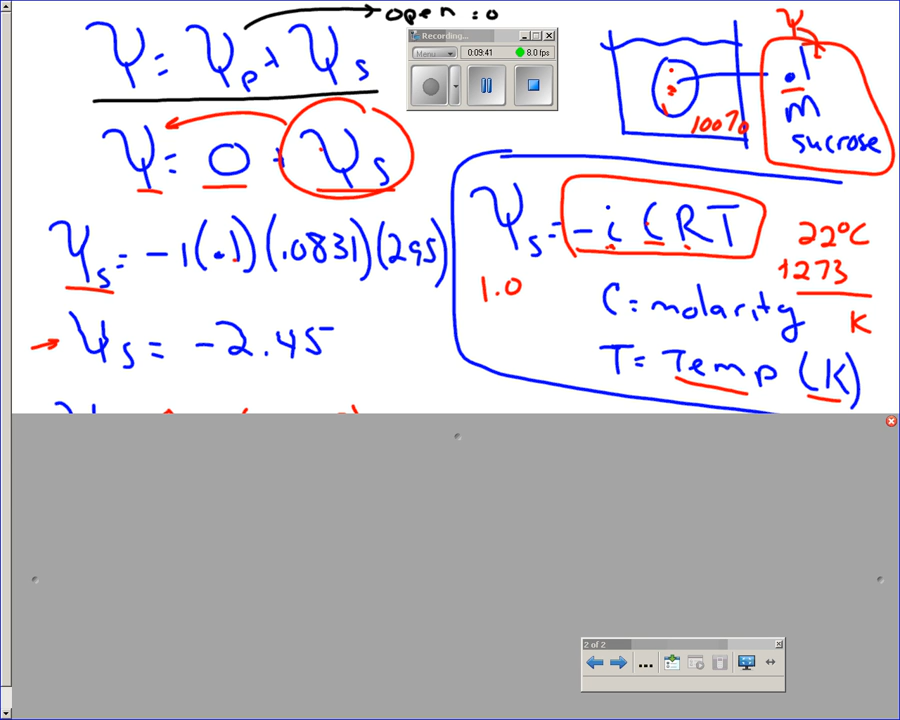 open = 0
Ψ = Ψp + Ψs
Ψ = 0 + Ψs
Ψs = -1(.1)(.0831)(295)
Ψs = -2.45
Recording...
Menu
0:09:41
8.0 fps
Ψ
.1
m
sucrose
100%
Ψs = -iCRT
1.0
22°C
+273
K
C = molarity
T = Temp (K)
2 of 2
...